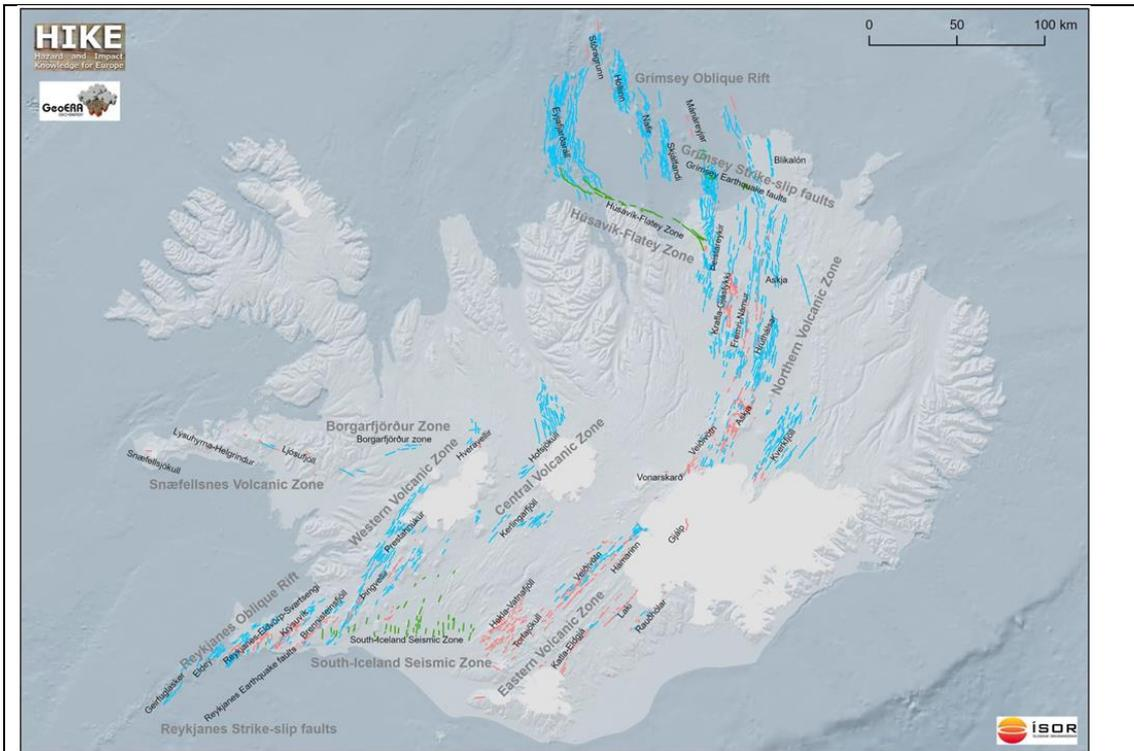 HIKE
Hazard and Impact
Knowledge for Europe
GeoERA
0 50 100 km
Stóragrunn
Hóllinn
Grímsey Oblique Rift
Eyjafjarðaráll
Nafir
Mánáreyjar
Skjálfandi
Grímsey Strike-slip faults
Blikalón
Grímsey Earthquake faults
Húsavík-Flatey Zone
Húsavík-Flatey Zone
Þeistareykir
Askja
Krafla-Gjástykki
Fremri-Námur
Hrúthálsar
Northern Volcanic Zone
Askja
Borgarfjörður Zone
Borgarfjörður zone
Hveravellir
Hofsjökull
Veiðivötn
Kverkfjöll
Lýsuhyrna-Helgrindur
Ljósufjöll
Snæfellsjökull
Snæfellsnes Volcanic Zone
Western Volcanic Zone
Central Volcanic Zone
Vonarskarð
Kerlingarfjöll
Prestahnúkur
Gjálp
Hamarinn
Veiðivötn
Þingvellir
Reykjanes Oblique Rift
Reykjanes-Eldvörp-Svartsengi
Krýsuvík
Brennisteinsfjöll
Hekla-Vatnafjöll
Laki
Rauðhólar
South-Iceland Seismic Zone
Torfajökull
South-Iceland Seismic Zone
Eastern Volcanic Zone
Katla-Eldgjá
Eldey
Geirfuglasker
Reykjanes Earthquake faults
Reykjanes Strike-slip faults
ÍSOR